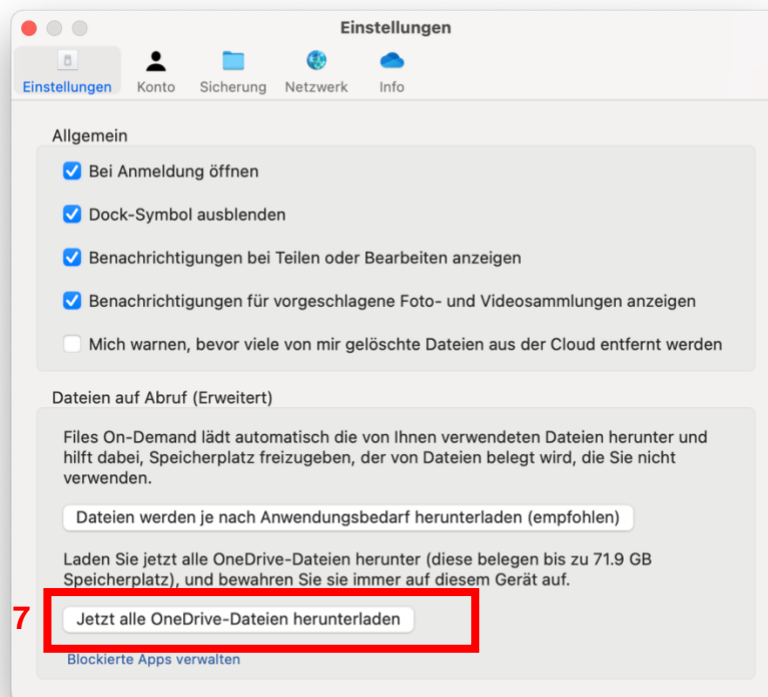 Einstellungen
Einstellungen Konto Sicherung Netzwerk Info
Allgemein
Bei Anmeldung öffnen
Dock-Symbol ausblenden
Benachrichtigungen bei Teilen oder Bearbeiten anzeigen
Benachrichtigungen für vorgeschlagene Foto- und Videosammlungen anzeigen
Mich warnen, bevor viele von mir gelöschte Dateien aus der Cloud entfernt werden
Dateien auf Abruf (Erweitert)
Files On-Demand lädt automatisch die von Ihnen verwendeten Dateien herunter und
hilft dabei, Speicherplatz freizugeben, der von Dateien belegt wird, die Sie nicht
verwenden.
Dateien werden je nach Anwendungsbedarf herunterladen (empfohlen)
Laden Sie jetzt alle OneDrive-Dateien herunter (diese belegen bis zu 71.9 GB
Speicherplatz), und bewahren Sie sie immer auf diesem Gerät auf.
7 Jetzt alle OneDrive-Dateien herunterladen
Blockierte Apps verwalten